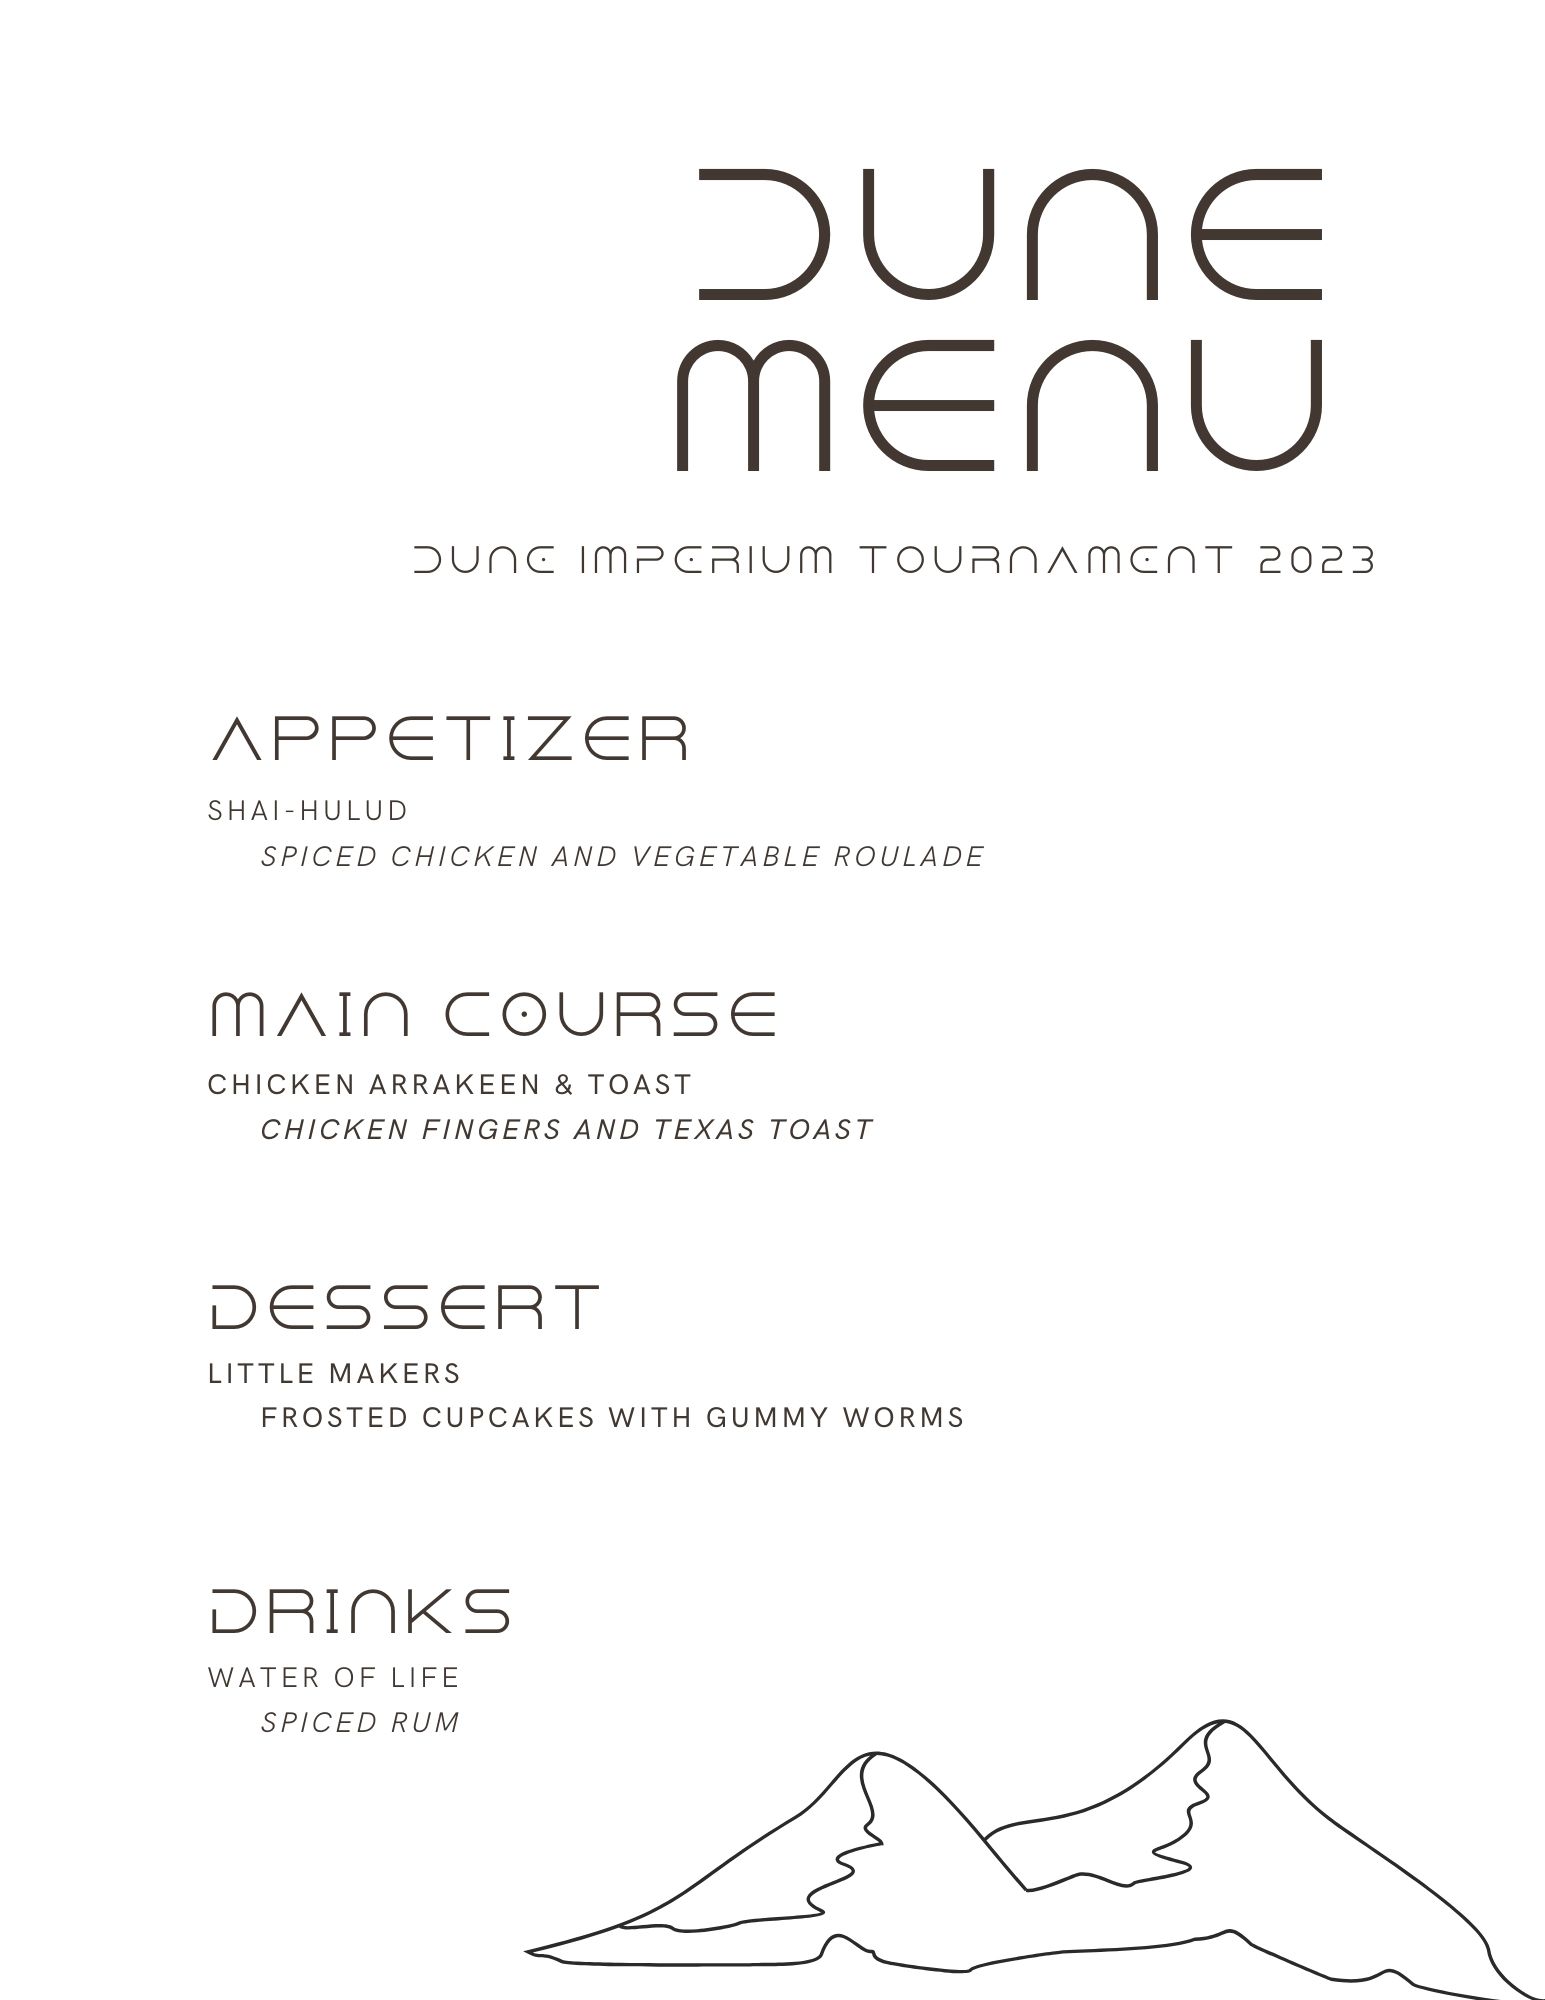 DUNE
MENU
DUNE IMPERIUM TOURNAMENT 2023
APPETIZER
SHAI-HULUD
SPICED CHICKEN AND VEGETABLE ROULADE
MAIN COURSE
CHICKEN ARRAKEEN & TOAST
CHICKEN FINGERS AND TEXAS TOAST
DESSERT
LITTLE MAKERS
FROSTED CUPCAKES WITH GUMMY WORMS
DRINKS
WATER OF LIFE
SPICED RUM